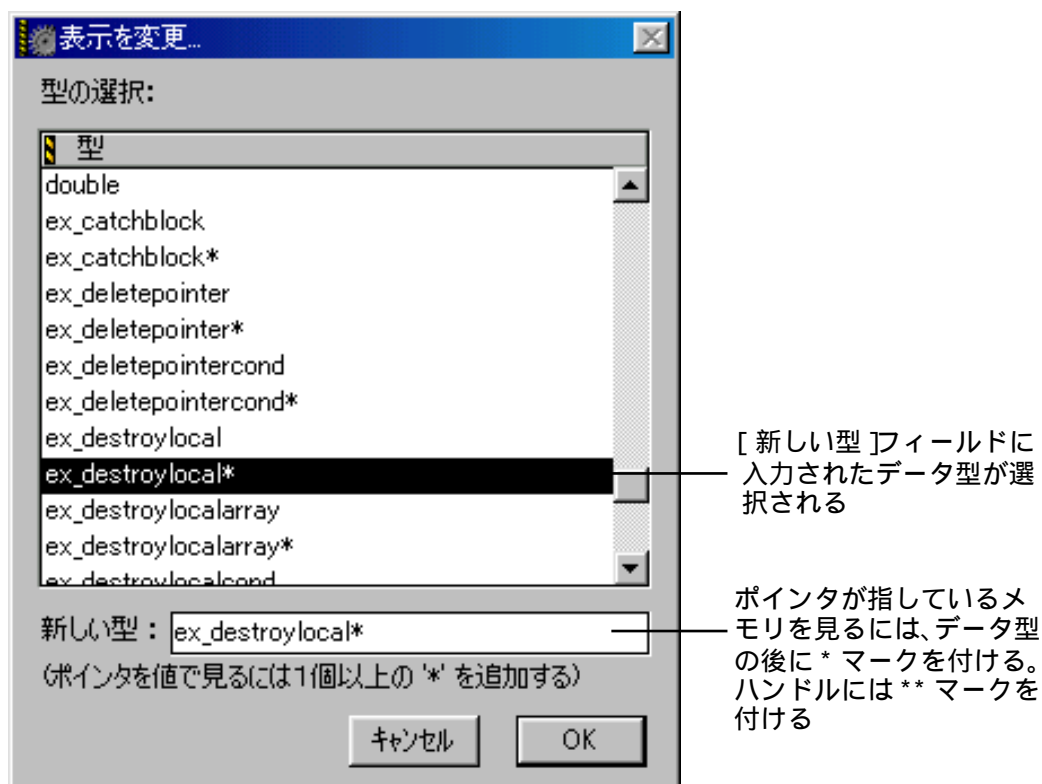 表示を変更...
型の選択:
型
double
ex_catchblock
ex_catchblock*
ex_deletepointer
ex_deletepointer*
ex_deletepointercond
ex_deletepointercond*
ex_destroylocal
ex_destroylocal*
ex_destroylocalarray
ex_destroylocalarray*
ex_destroylocalcond
新しい型： ex_destroylocal*
(ポインタを値で見るには1個以上の '*' を追加する)
キャンセル OK
[ 新しい型 ]フィールドに
入力されたデータ型が選
択される
ポインタが指しているメ
モリを見るには、データ型
の後に * マークを付ける。
ハンドルには ** マークを
付ける